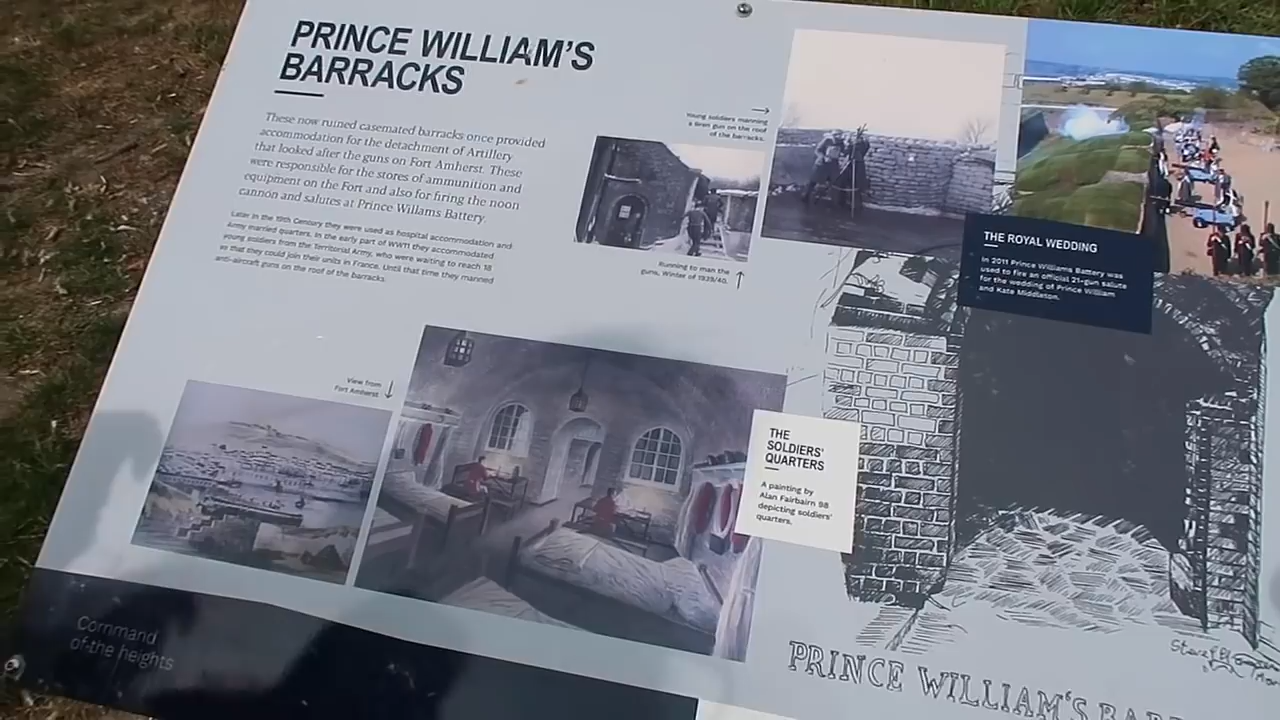 PRINCE WILLIAM'S
BARRACKS
These now ruined casemated barracks once provided
accommodation for the detachment of Artillery
that looked after the guns on Fort Amherst. These
were responsible for the stores of ammunition and
equipment on the Fort and also for firing the noon
cannon and salutes at Prince Willams Battery.
Later in the 19th Century they were used as hospital accommodation and
Army married quarters. In the early part of WW11 they accommodated
young soldiers from the Territorial Army, who were waiting to reach 18
so that they could join their units in France. Until that time they manned
anti-aircraft guns on the roof of the barracks.
Young soldiers manning
a Bren gun on the roof
of the barracks.
Running to man the
guns, Winter of 1939/40.
THE ROYAL WEDDING
In 2011 Prince Williams Battery was
used to fire an official 21-gun salute
for the wedding of Prince William
and Kate Middleton.
View from
Fort Amherst
THE
SOLDIERS'
QUARTERS
A painting by
Alan Fairbairn 98
depicting soldiers'
quarters.
Command
of the heights
PRINCE WILLIAM'S BAR